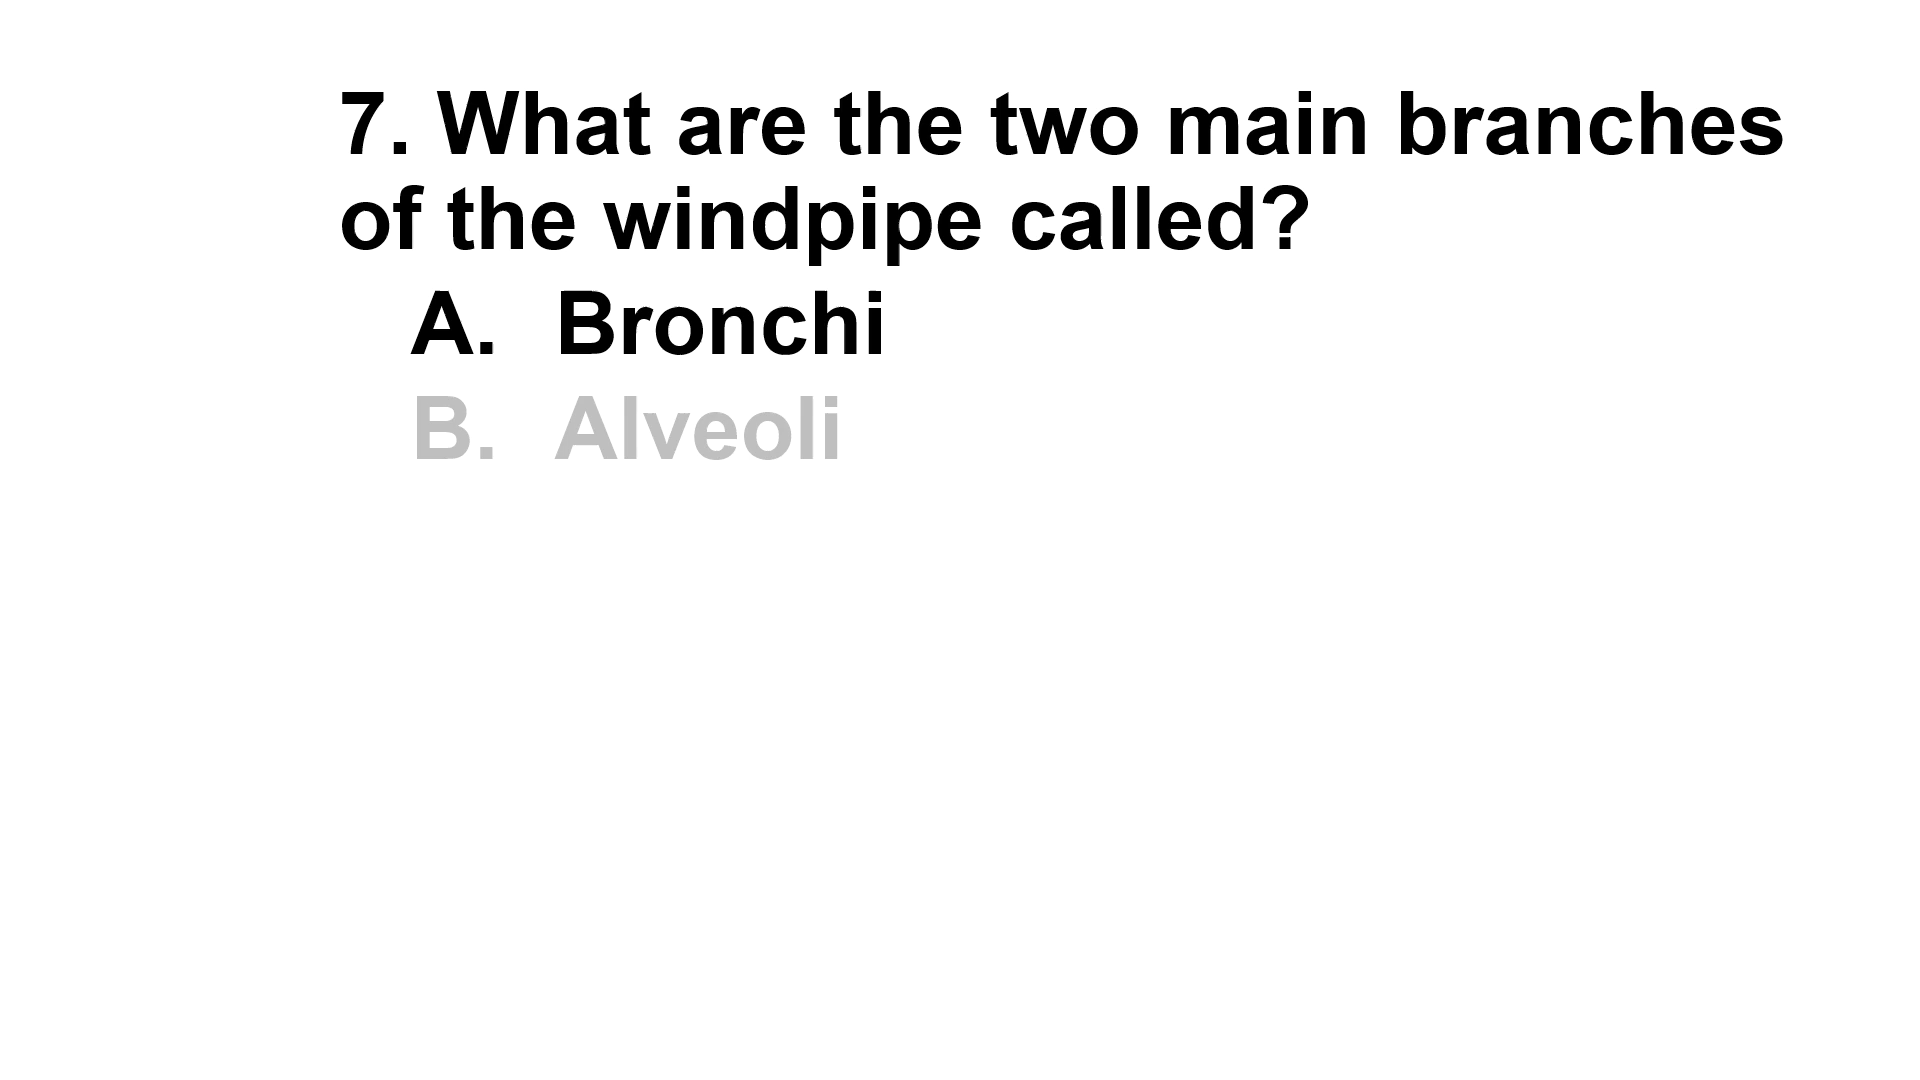 7. What are the two main branches
of the windpipe called?
A. Bronchi
B. Alveoli